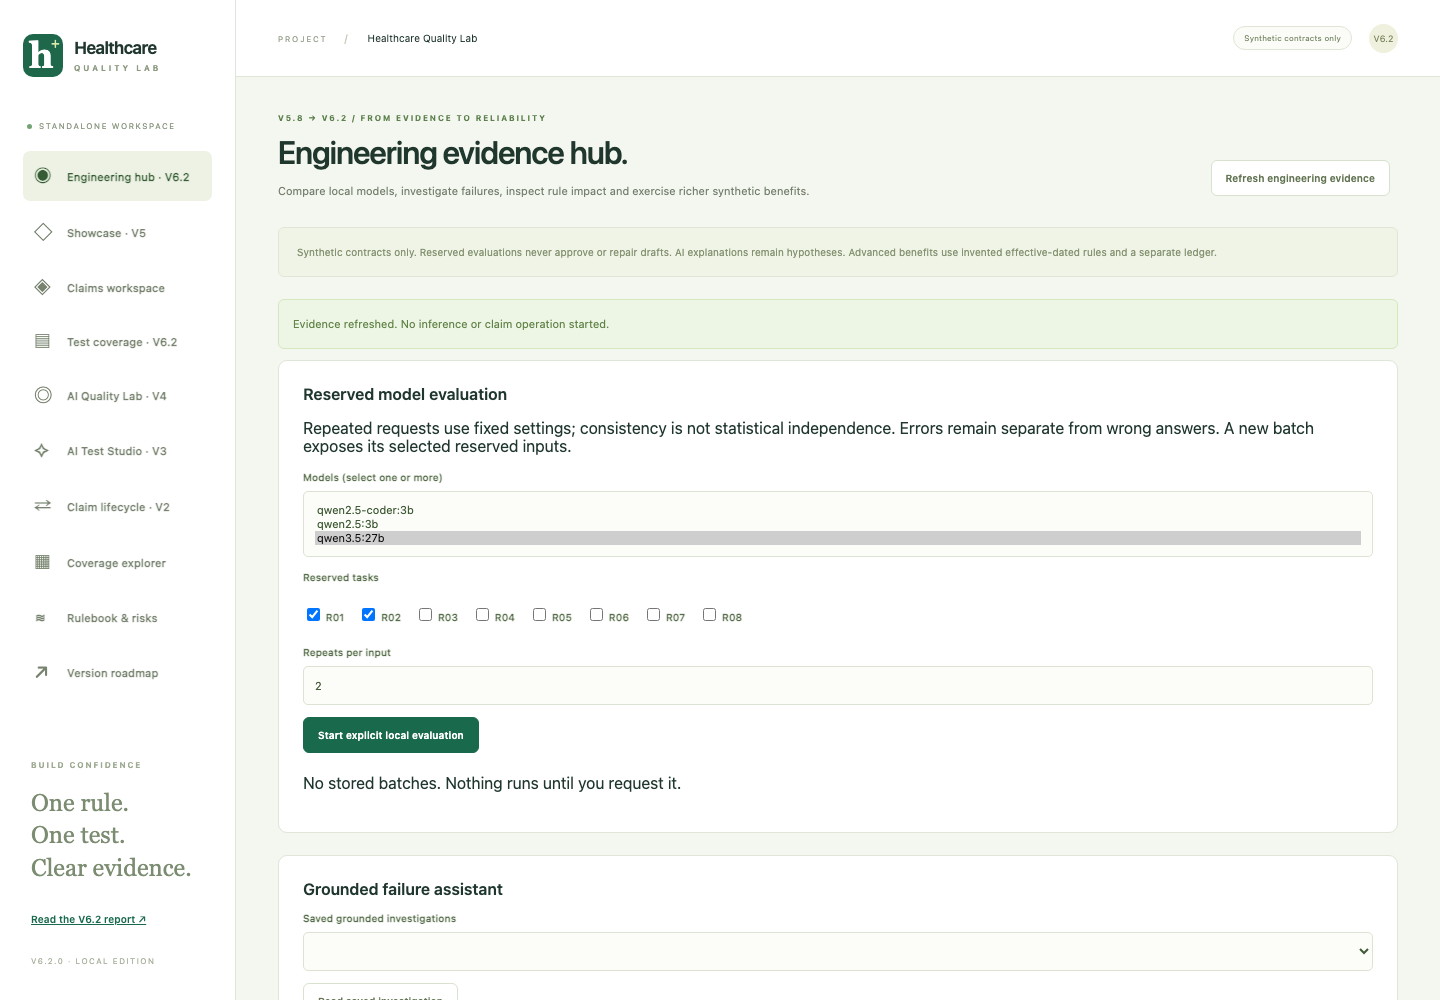 h+
Healthcare
QUALITY LAB
STANDALONE WORKSPACE
Engineering hub · V6.2
Showcase · V5
Claims workspace
Test coverage · V6.2
AI Quality Lab · V4
AI Test Studio · V3
Claim lifecycle · V2
Coverage explorer
Rulebook & risks
Version roadmap
BUILD CONFIDENCE
One rule.
One test.
Clear evidence.
Read the V6.2 report ↗
V6.2.0 · LOCAL EDITION
PROJECT / Healthcare Quality Lab
Synthetic contracts only
V6.2
V5.8 → V6.2 / FROM EVIDENCE TO RELIABILITY
Engineering evidence hub.
Compare local models, investigate failures, inspect rule impact and exercise richer synthetic benefits.
Refresh engineering evidence
Synthetic contracts only. Reserved evaluations never approve or repair drafts. AI explanations remain hypotheses. Advanced benefits use invented effective-dated rules and a separate ledger.
Evidence refreshed. No inference or claim operation started.
Reserved model evaluation
Repeated requests use fixed settings; consistency is not statistical independence. Errors remain separate from wrong answers. A new batch
exposes its selected reserved inputs.
Models (select one or more)
qwen2.5-coder:3b
qwen2.5:3b
qwen3.5:27b
Reserved tasks
R01 R02 R03 R04 R05 R06 R07 R08
Repeats per input
2
Start explicit local evaluation
No stored batches. Nothing runs until you request it.
Grounded failure assistant
Saved grounded investigations
Read saved investigation